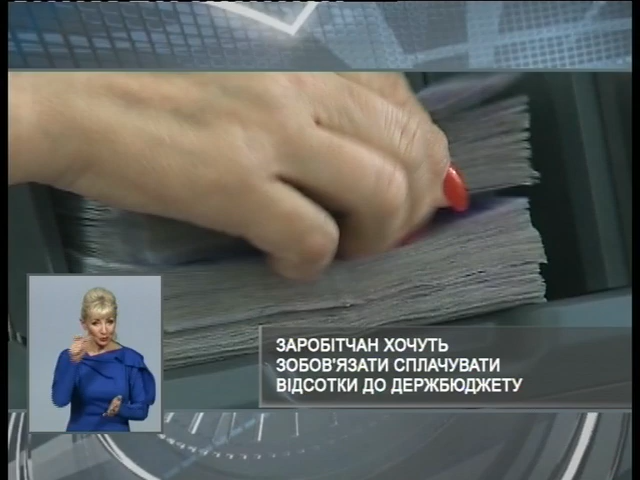 ЗАРОБІТЧАН ХОЧУТЬ
ЗОБОВ'ЯЗАТИ СПЛАЧУВАТИ
ВІДСОТКИ ДО ДЕРЖБЮДЖЕТУ